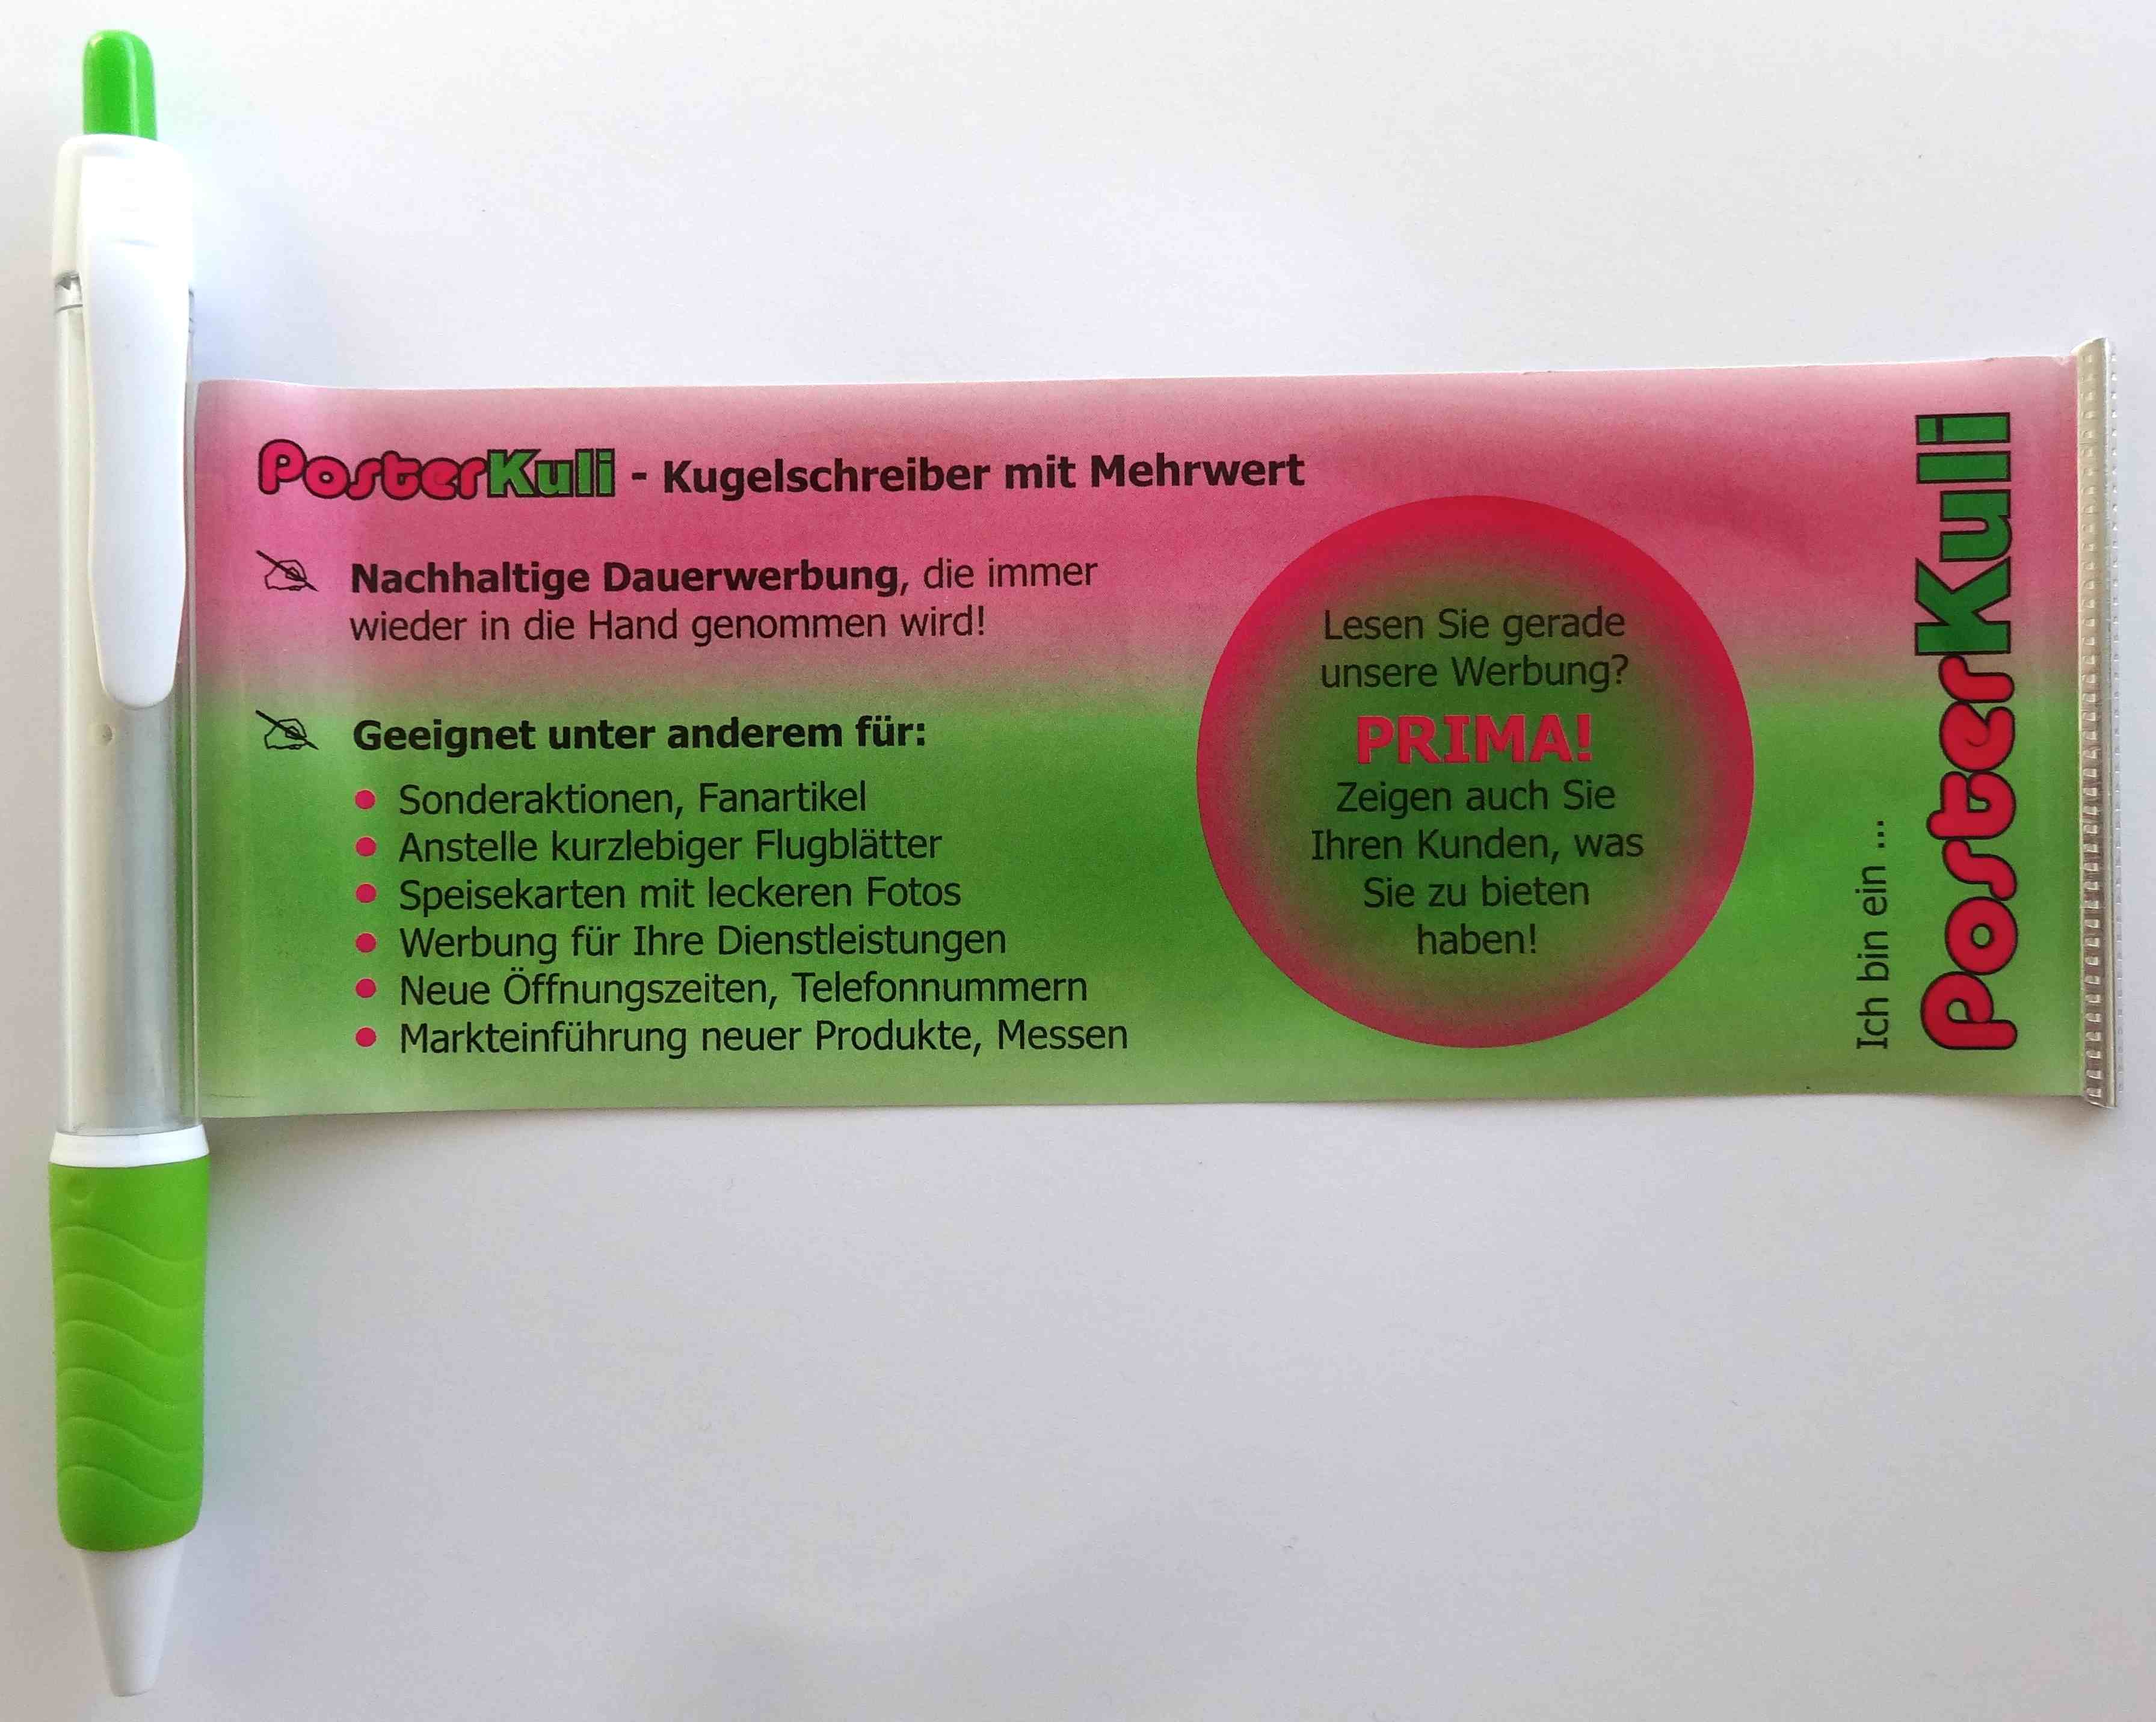 PosterKuli - Kugelschreiber mit Mehrwert
Nachhaltige Dauerwerbung, die immer
wieder in die Hand genommen wird!
Geeignet unter anderem für:
Sonderaktionen, Fanartikel
Anstelle kurzlebiger Flugblätter
Speisekarten mit leckeren Fotos
Werbung für Ihre Dienstleistungen
Neue Öffnungszeiten, Telefonnummern
Markteinführung neuer Produkte, Messen
Lesen Sie gerade
unsere Werbung?
PRIMA!
Zeigen auch Sie
Ihren Kunden, was
Sie zu bieten
haben!
Ich bin ein ...
PosterKuli